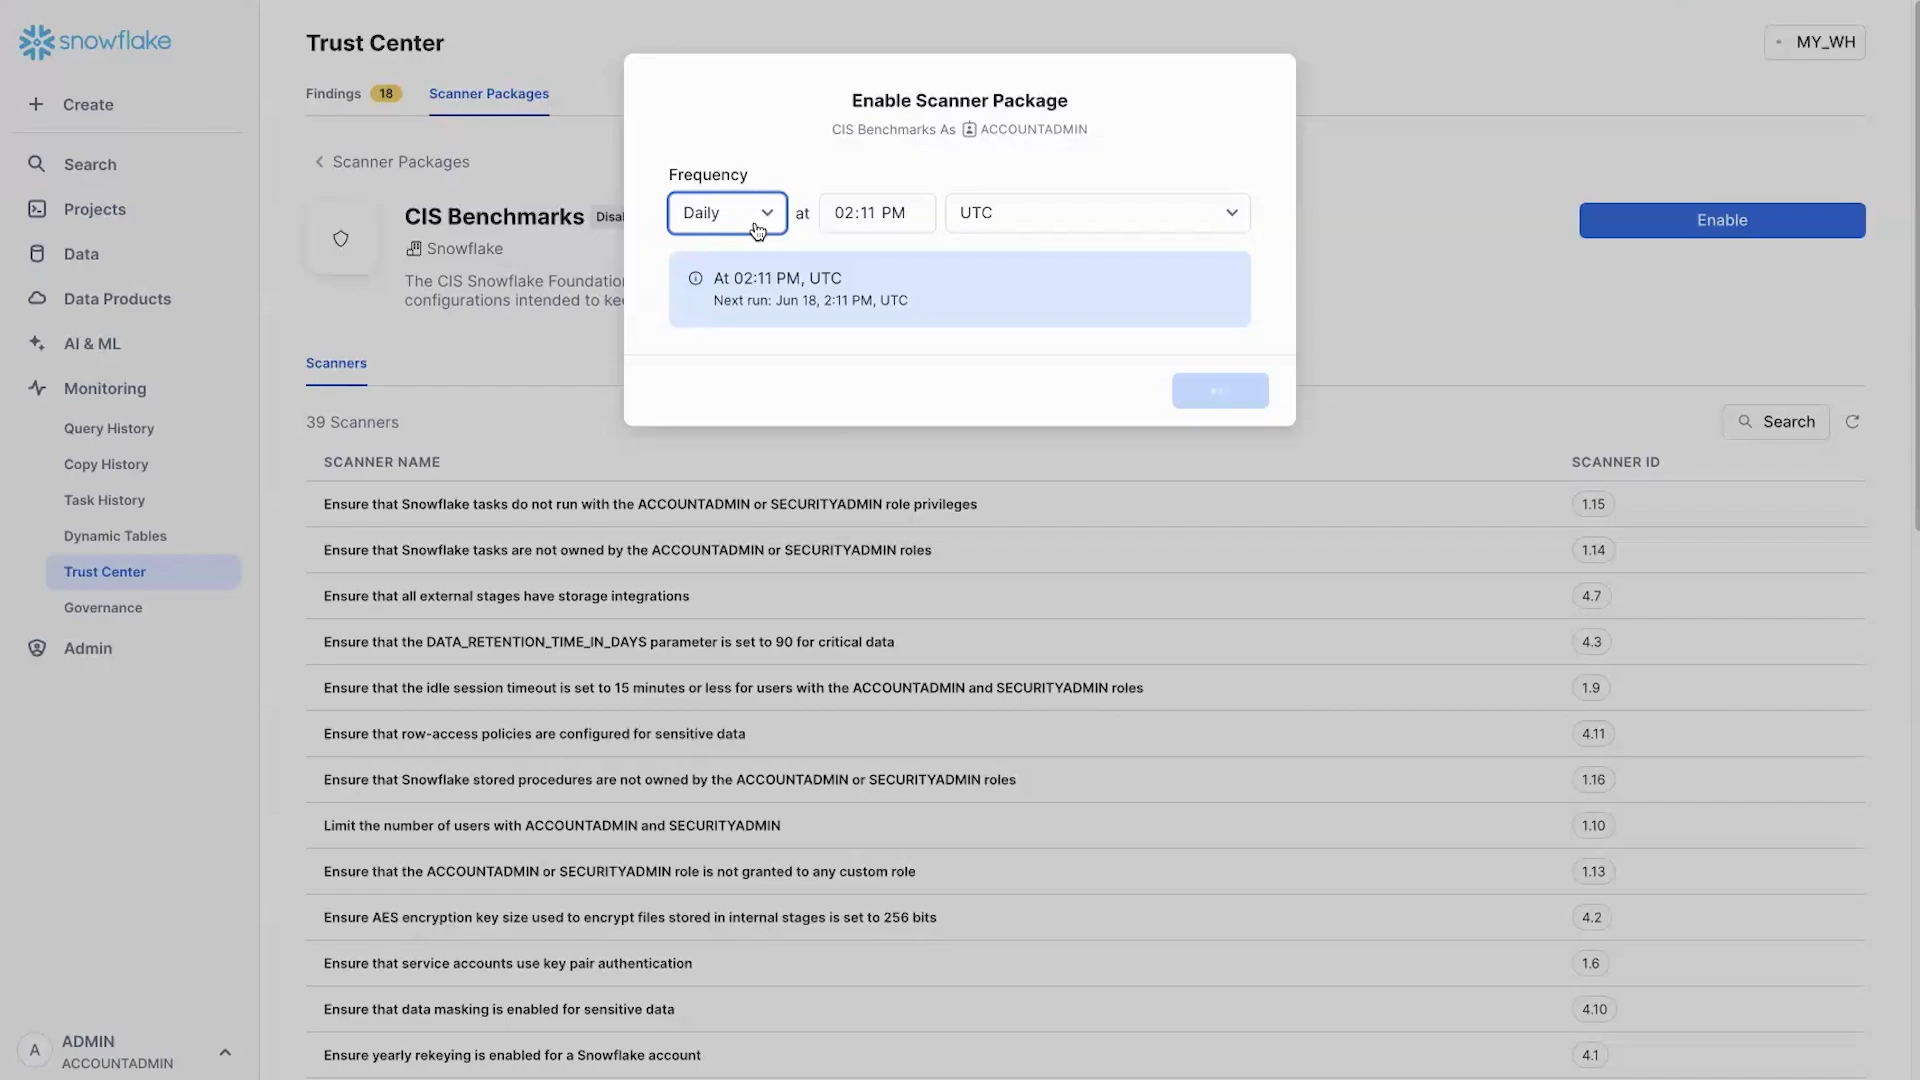 snowflake
Create
Search
Projects
Data
Data Products
AI & ML
Monitoring
Query History
Copy History
Task History
Dynamic Tables
Trust Center
Governance
Admin
A
ADMIN
ACCOUNTADMIN
Trust Center
MY_WH
Findings 18 Scanner Packages
Scanner Packages
CIS Benchmarks
Snowflake
The CIS Snowflake
configurations intended to
Enable
Enable Scanner Package
CIS Benchmarks As ACCOUNTADMIN
Frequency
Daily at 02:11 PM UTC
At 02:11 PM, UTC
Next run: Jun 18, 2:11 PM, UTC
Scanners
39 Scanners
Search
SCANNER NAME SCANNER ID
Ensure that Snowflake tasks do not run with the ACCOUNTADMIN or SECURITYADMIN role privileges 1.15
Ensure that Snowflake tasks are not owned by the ACCOUNTADMIN or SECURITYADMIN roles 1.14
Ensure that all external stages have storage integrations 4.7
Ensure that the DATA_RETENTION_TIME_IN_DAYS parameter is set to 90 for critical data 4.3
Ensure that the idle session timeout is set to 15 minutes or less for users with the ACCOUNTADMIN and SECURITYADMIN roles 1.9
Ensure that row-access policies are configured for sensitive data 4.11
Ensure that Snowflake stored procedures are not owned by the ACCOUNTADMIN or SECURITYADMIN roles 1.16
Limit the number of users with ACCOUNTADMIN and SECURITYADMIN 1.10
Ensure that the ACCOUNTADMIN or SECURITYADMIN role is not granted to any custom role 1.13
Ensure AES encryption key size used to encrypt files stored in internal stages is set to 256 bits 4.2
Ensure that service accounts use key pair authentication 1.6
Ensure that data masking is enabled for sensitive data 4.10
Ensure yearly rekeying is enabled for a Snowflake account 4.1